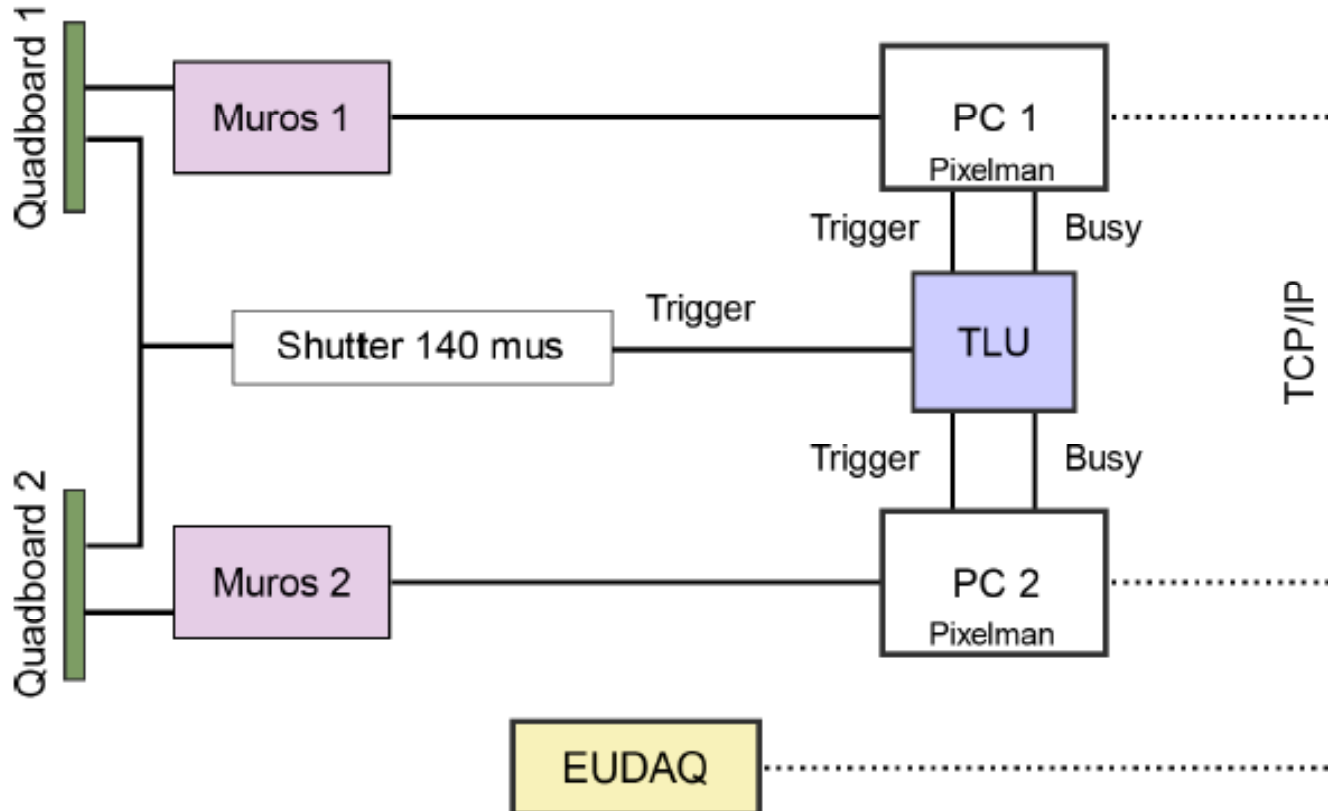 Quadboard 1
Muros 1
PC 1
Pixelman
Trigger
Busy
Trigger
Shutter 140 mus
TLU
TCP/IP
Trigger
Busy
Quadboard 2
Muros 2
PC 2
Pixelman
EUDAQ